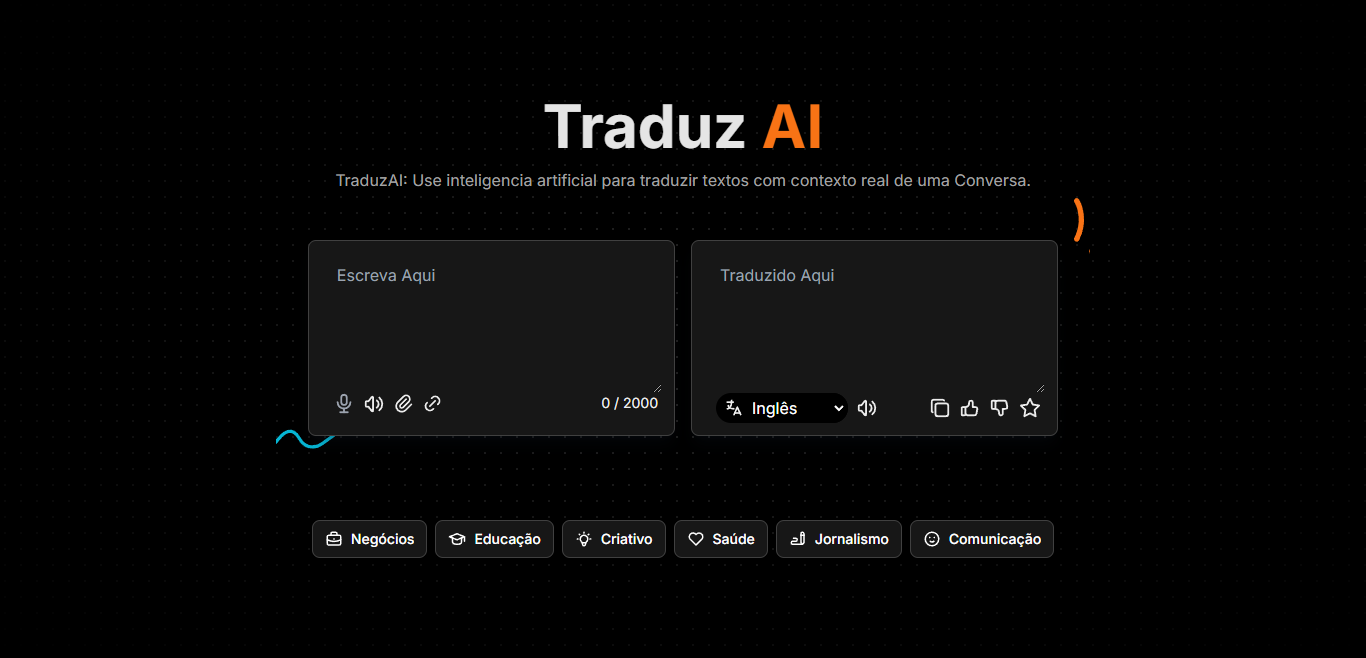 Traduz AI
TraduzAI: Use inteligencia artificial para traduzir textos com contexto real de uma Conversa.
Escreva Aqui
0 / 2000
Traduzido Aqui
Inglês
Negócios
Educação
Criativo
Saúde
Jornalismo
Comunicação